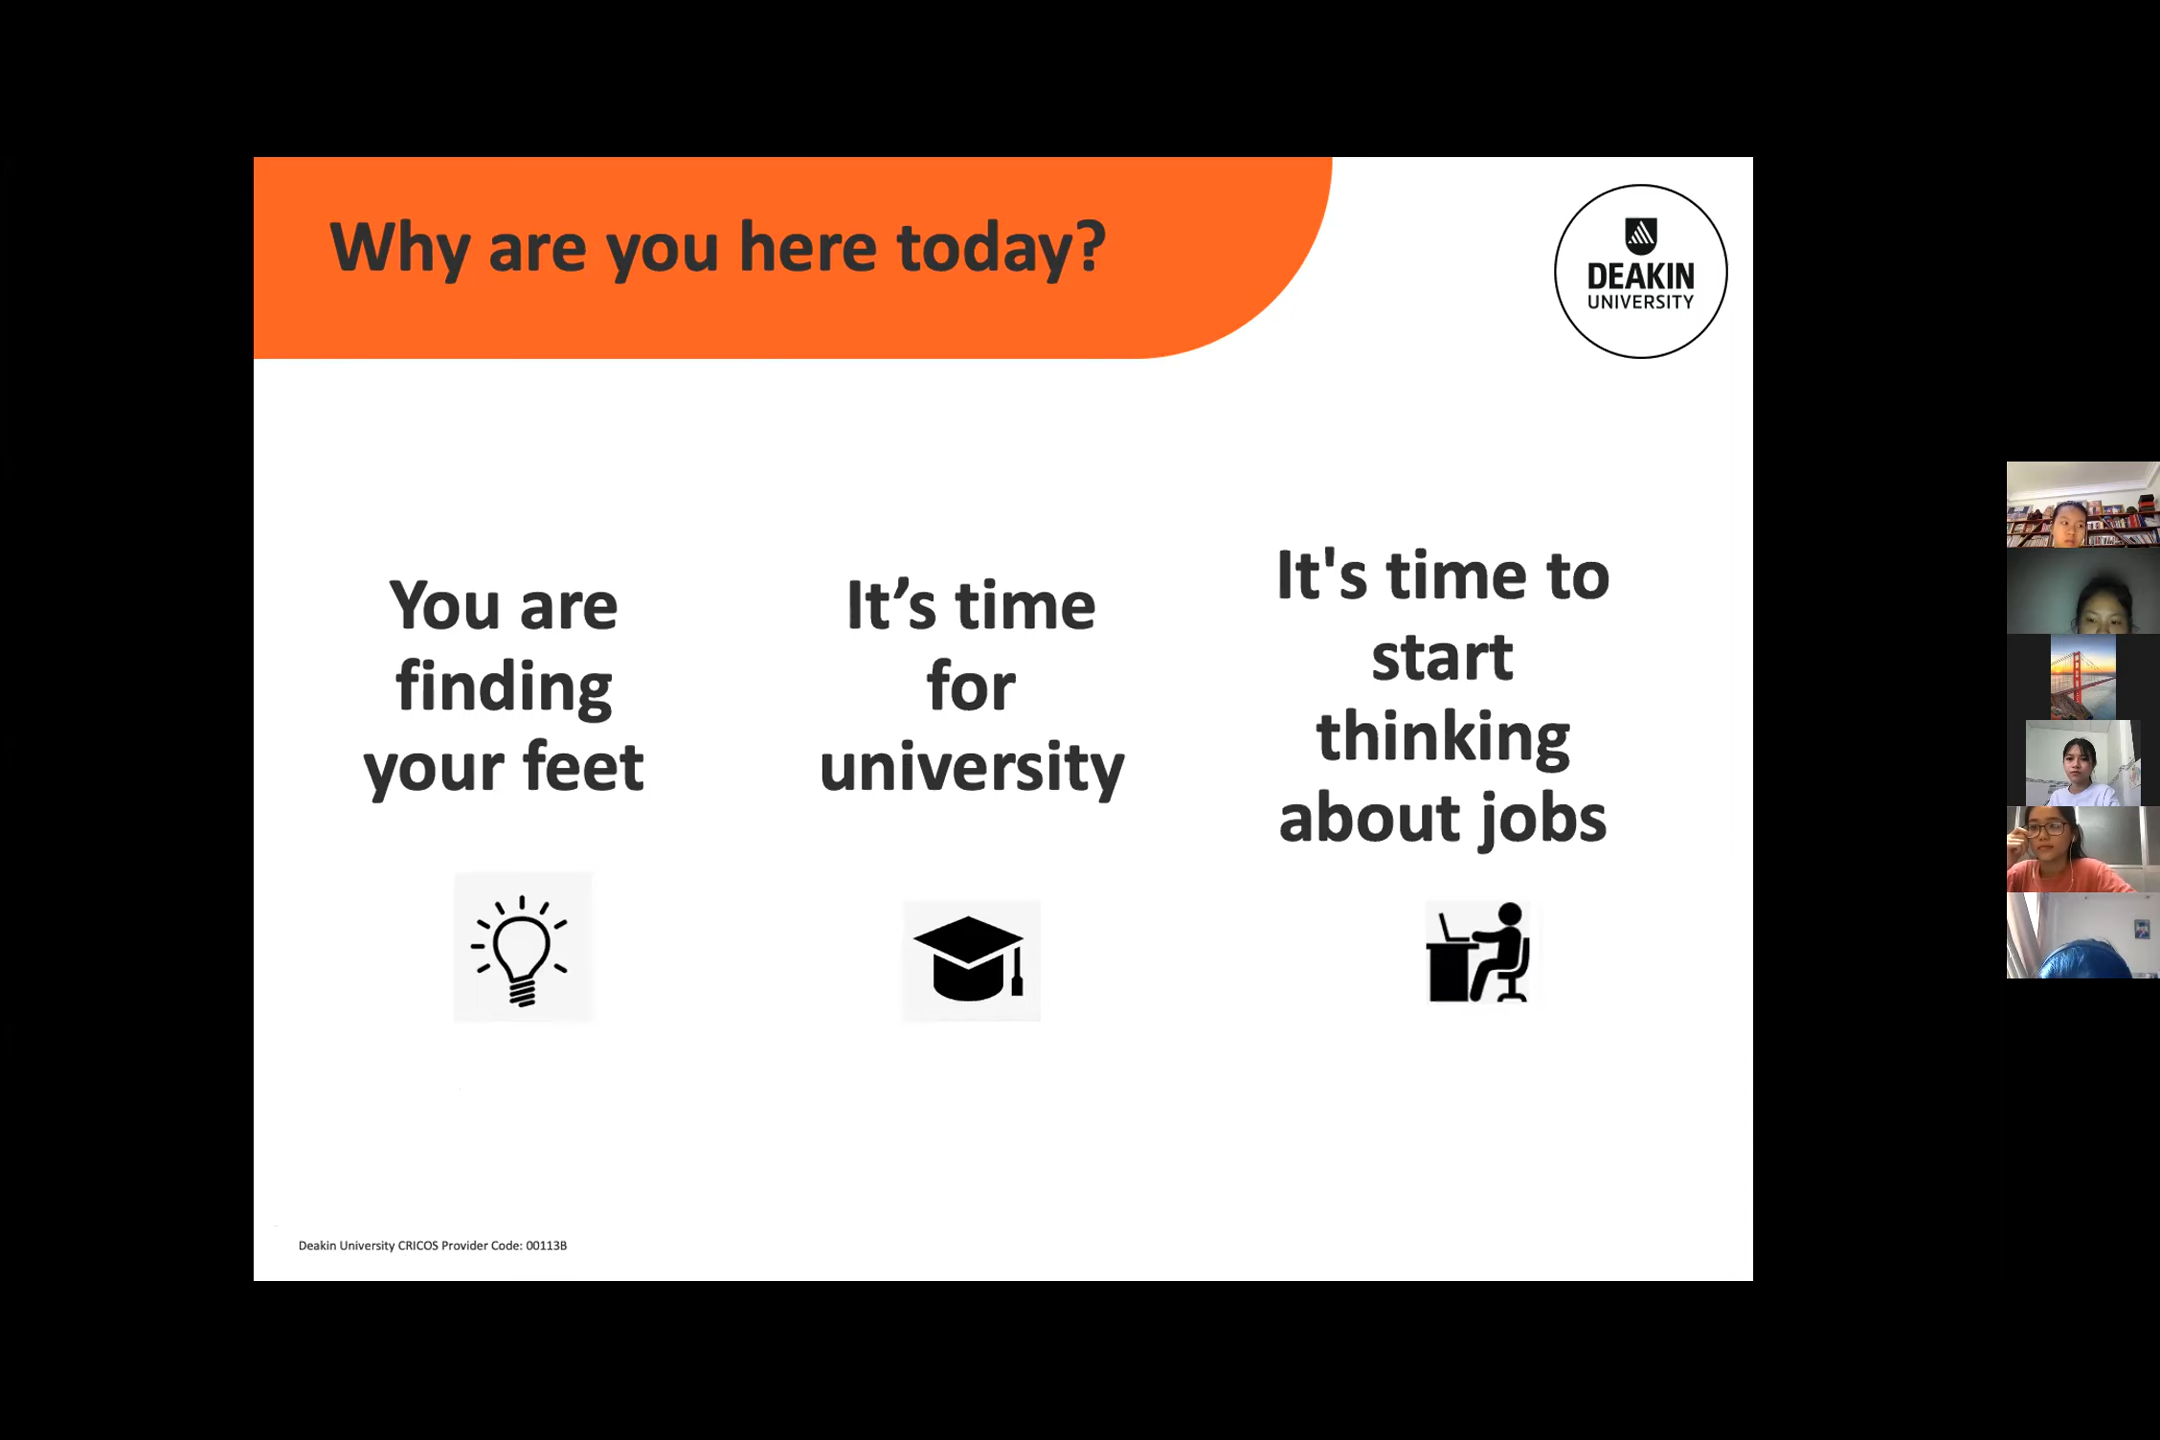 Why are you here today?
DEAKIN
UNIVERSITY
You are
finding
your feet
It’s time
for
university
It's time to
start
thinking
about jobs
Deakin University CRICOS Provider Code: 00113B